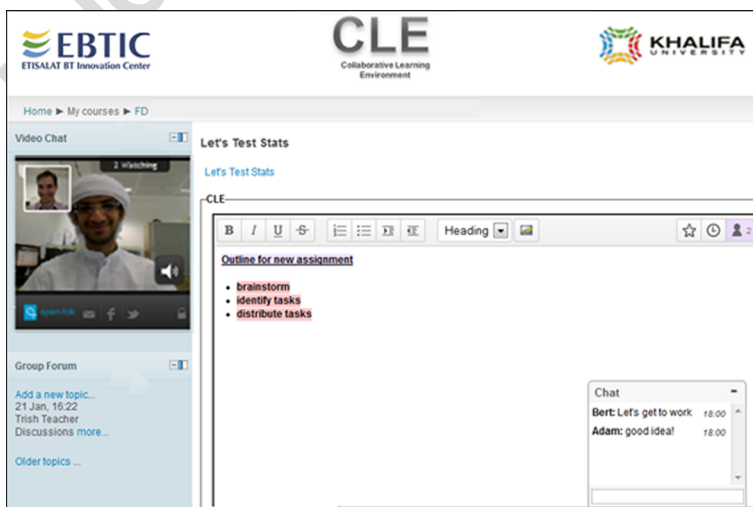 EBTIC
ETISALAT BT Innovation Center
CLE
Collaborative Learning
Environment
KHALIFA
UNIVERSITY
Home ► My courses ► FD
Video Chat
2 Watching
open-tok
Group Forum
Add a new topic...
21 Jan, 16:22
Trish Teacher
Discussions more...
Older topics ...
Let's Test Stats
Let's Test Stats
CLE
B I U S Heading 2
Outline for new assignment
• brainstorm
• identify tasks
• distribute tasks
Chat -
Bert: Let's get to work 18:00
Adam: good idea! 18:00